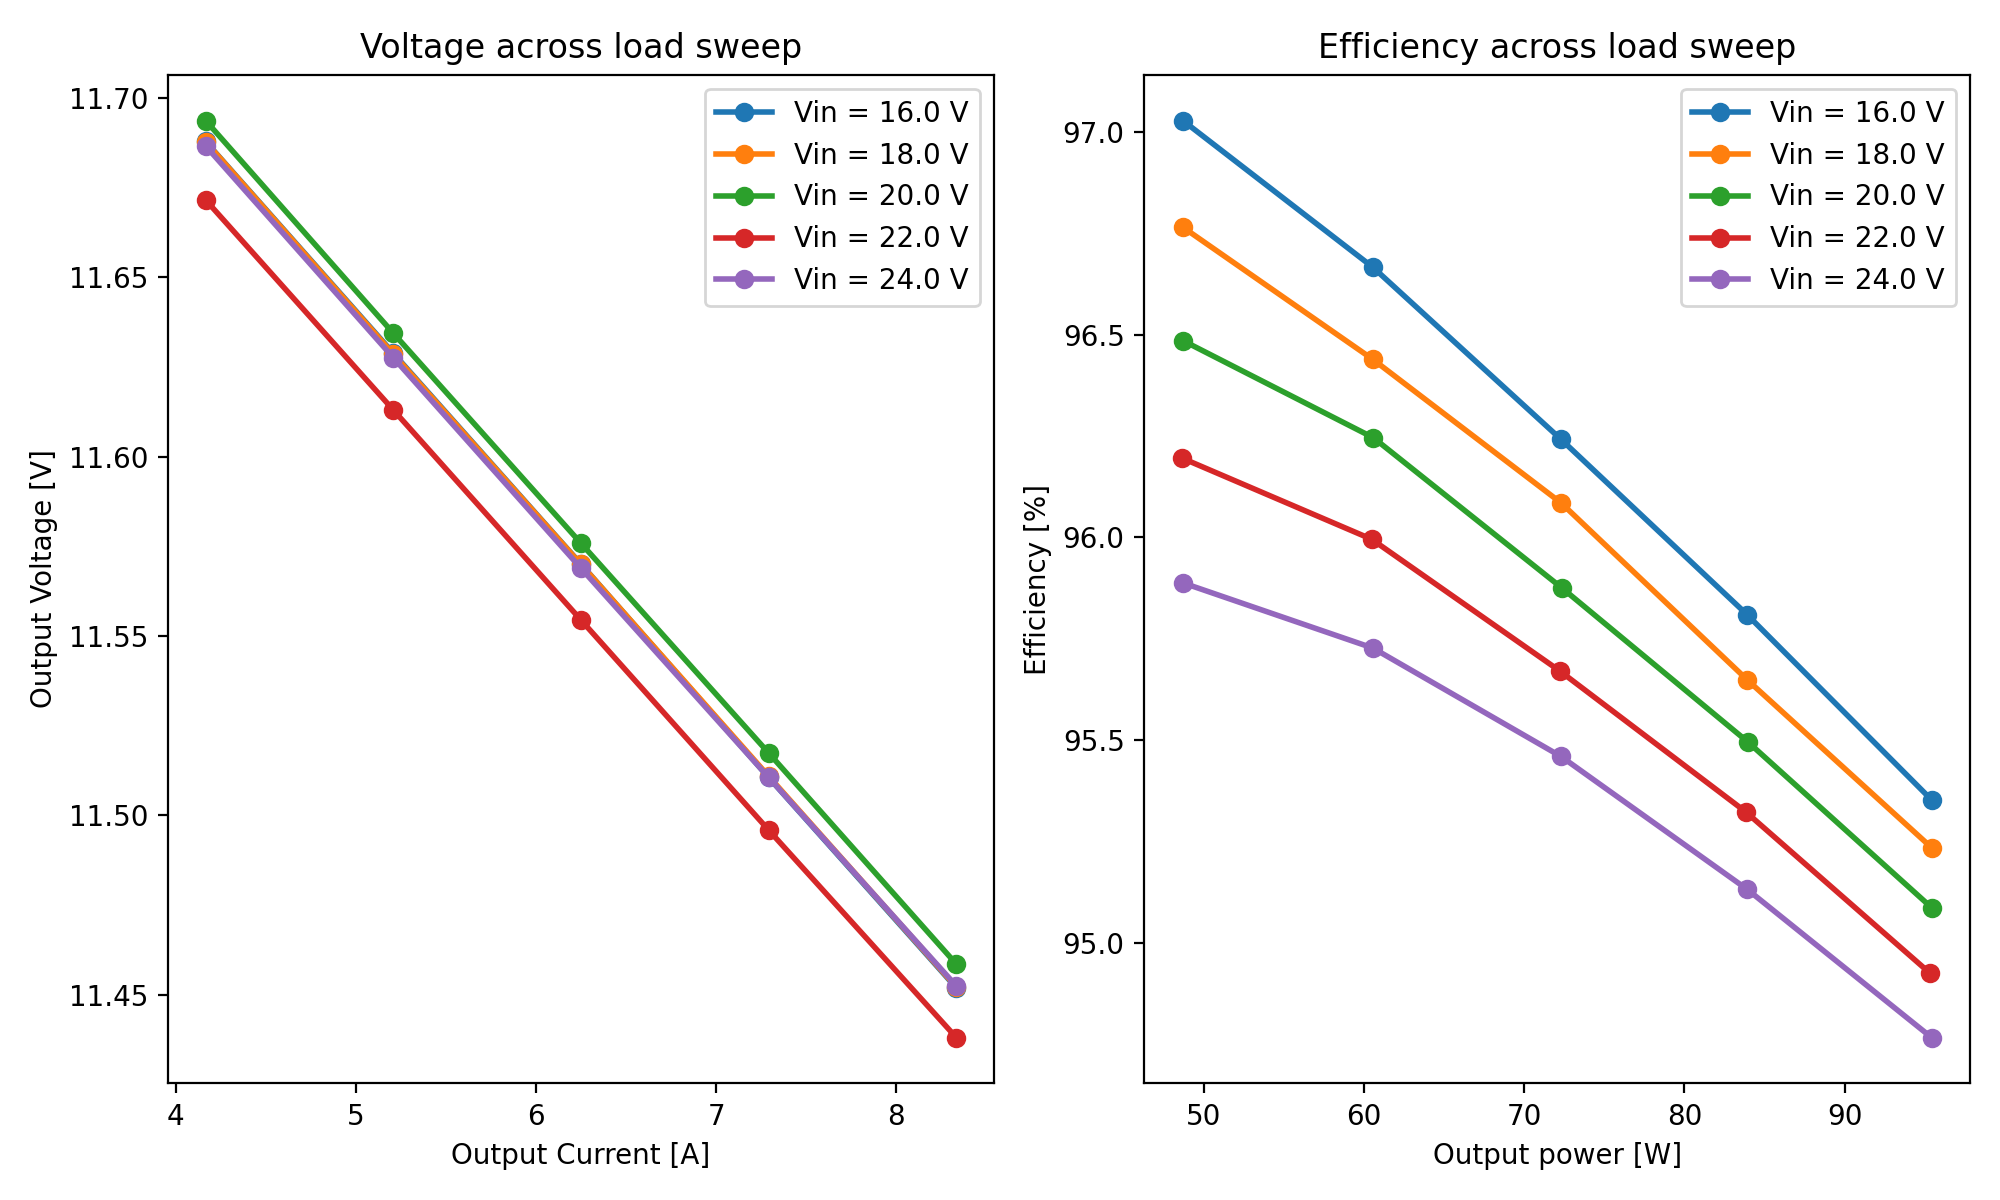 Voltage across load sweep
11.70
11.65
11.60
11.55
11.50
11.45
Output Voltage [V]
4 5 6 7 8
Output Current [A]
Vin = 16.0 V
Vin = 18.0 V
Vin = 20.0 V
Vin = 22.0 V
Vin = 24.0 V
Efficiency across load sweep
97.0
96.5
96.0
95.5
95.0
Efficiency [%]
50 60 70 80 90
Output power [W]
Vin = 16.0 V
Vin = 18.0 V
Vin = 20.0 V
Vin = 22.0 V
Vin = 24.0 V